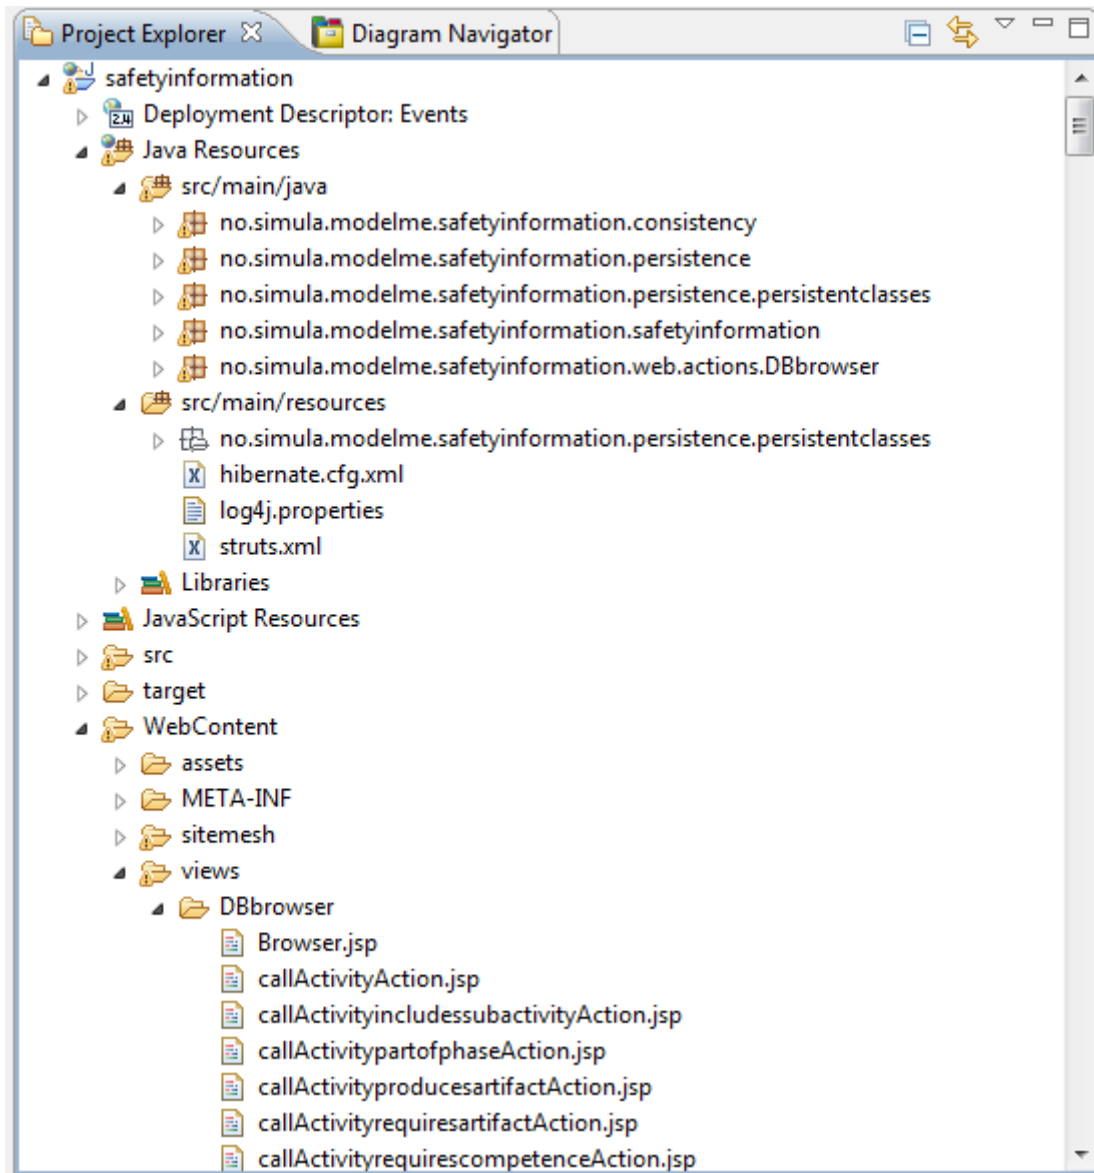 Project Explorer Diagram Navigator
safetyinformation
2.4 Deployment Descriptor: Events
Java Resources
src/main/java
no.simula.modelme.safetyinformation.consistency
no.simula.modelme.safetyinformation.persistence
no.simula.modelme.safetyinformation.persistence.persistentclasses
no.simula.modelme.safetyinformation.safetyinformation
no.simula.modelme.safetyinformation.web.actions.DBbrowser
src/main/resources
no.simula.modelme.safetyinformation.persistence.persistentclasses
X hibernate.cfg.xml
log4j.properties
X struts.xml
Libraries
JavaScript Resources
src
target
WebContent
assets
META-INF
sitemesh
views
DBbrowser
Browser.jsp
callActivityAction.jsp
callActivityincludessubactivityAction.jsp
callActivitypartofphaseAction.jsp
callActivityproducesartifactAction.jsp
callActivityrequiresartifactAction.jsp
callActivityrequirescompetenceAction.jsp